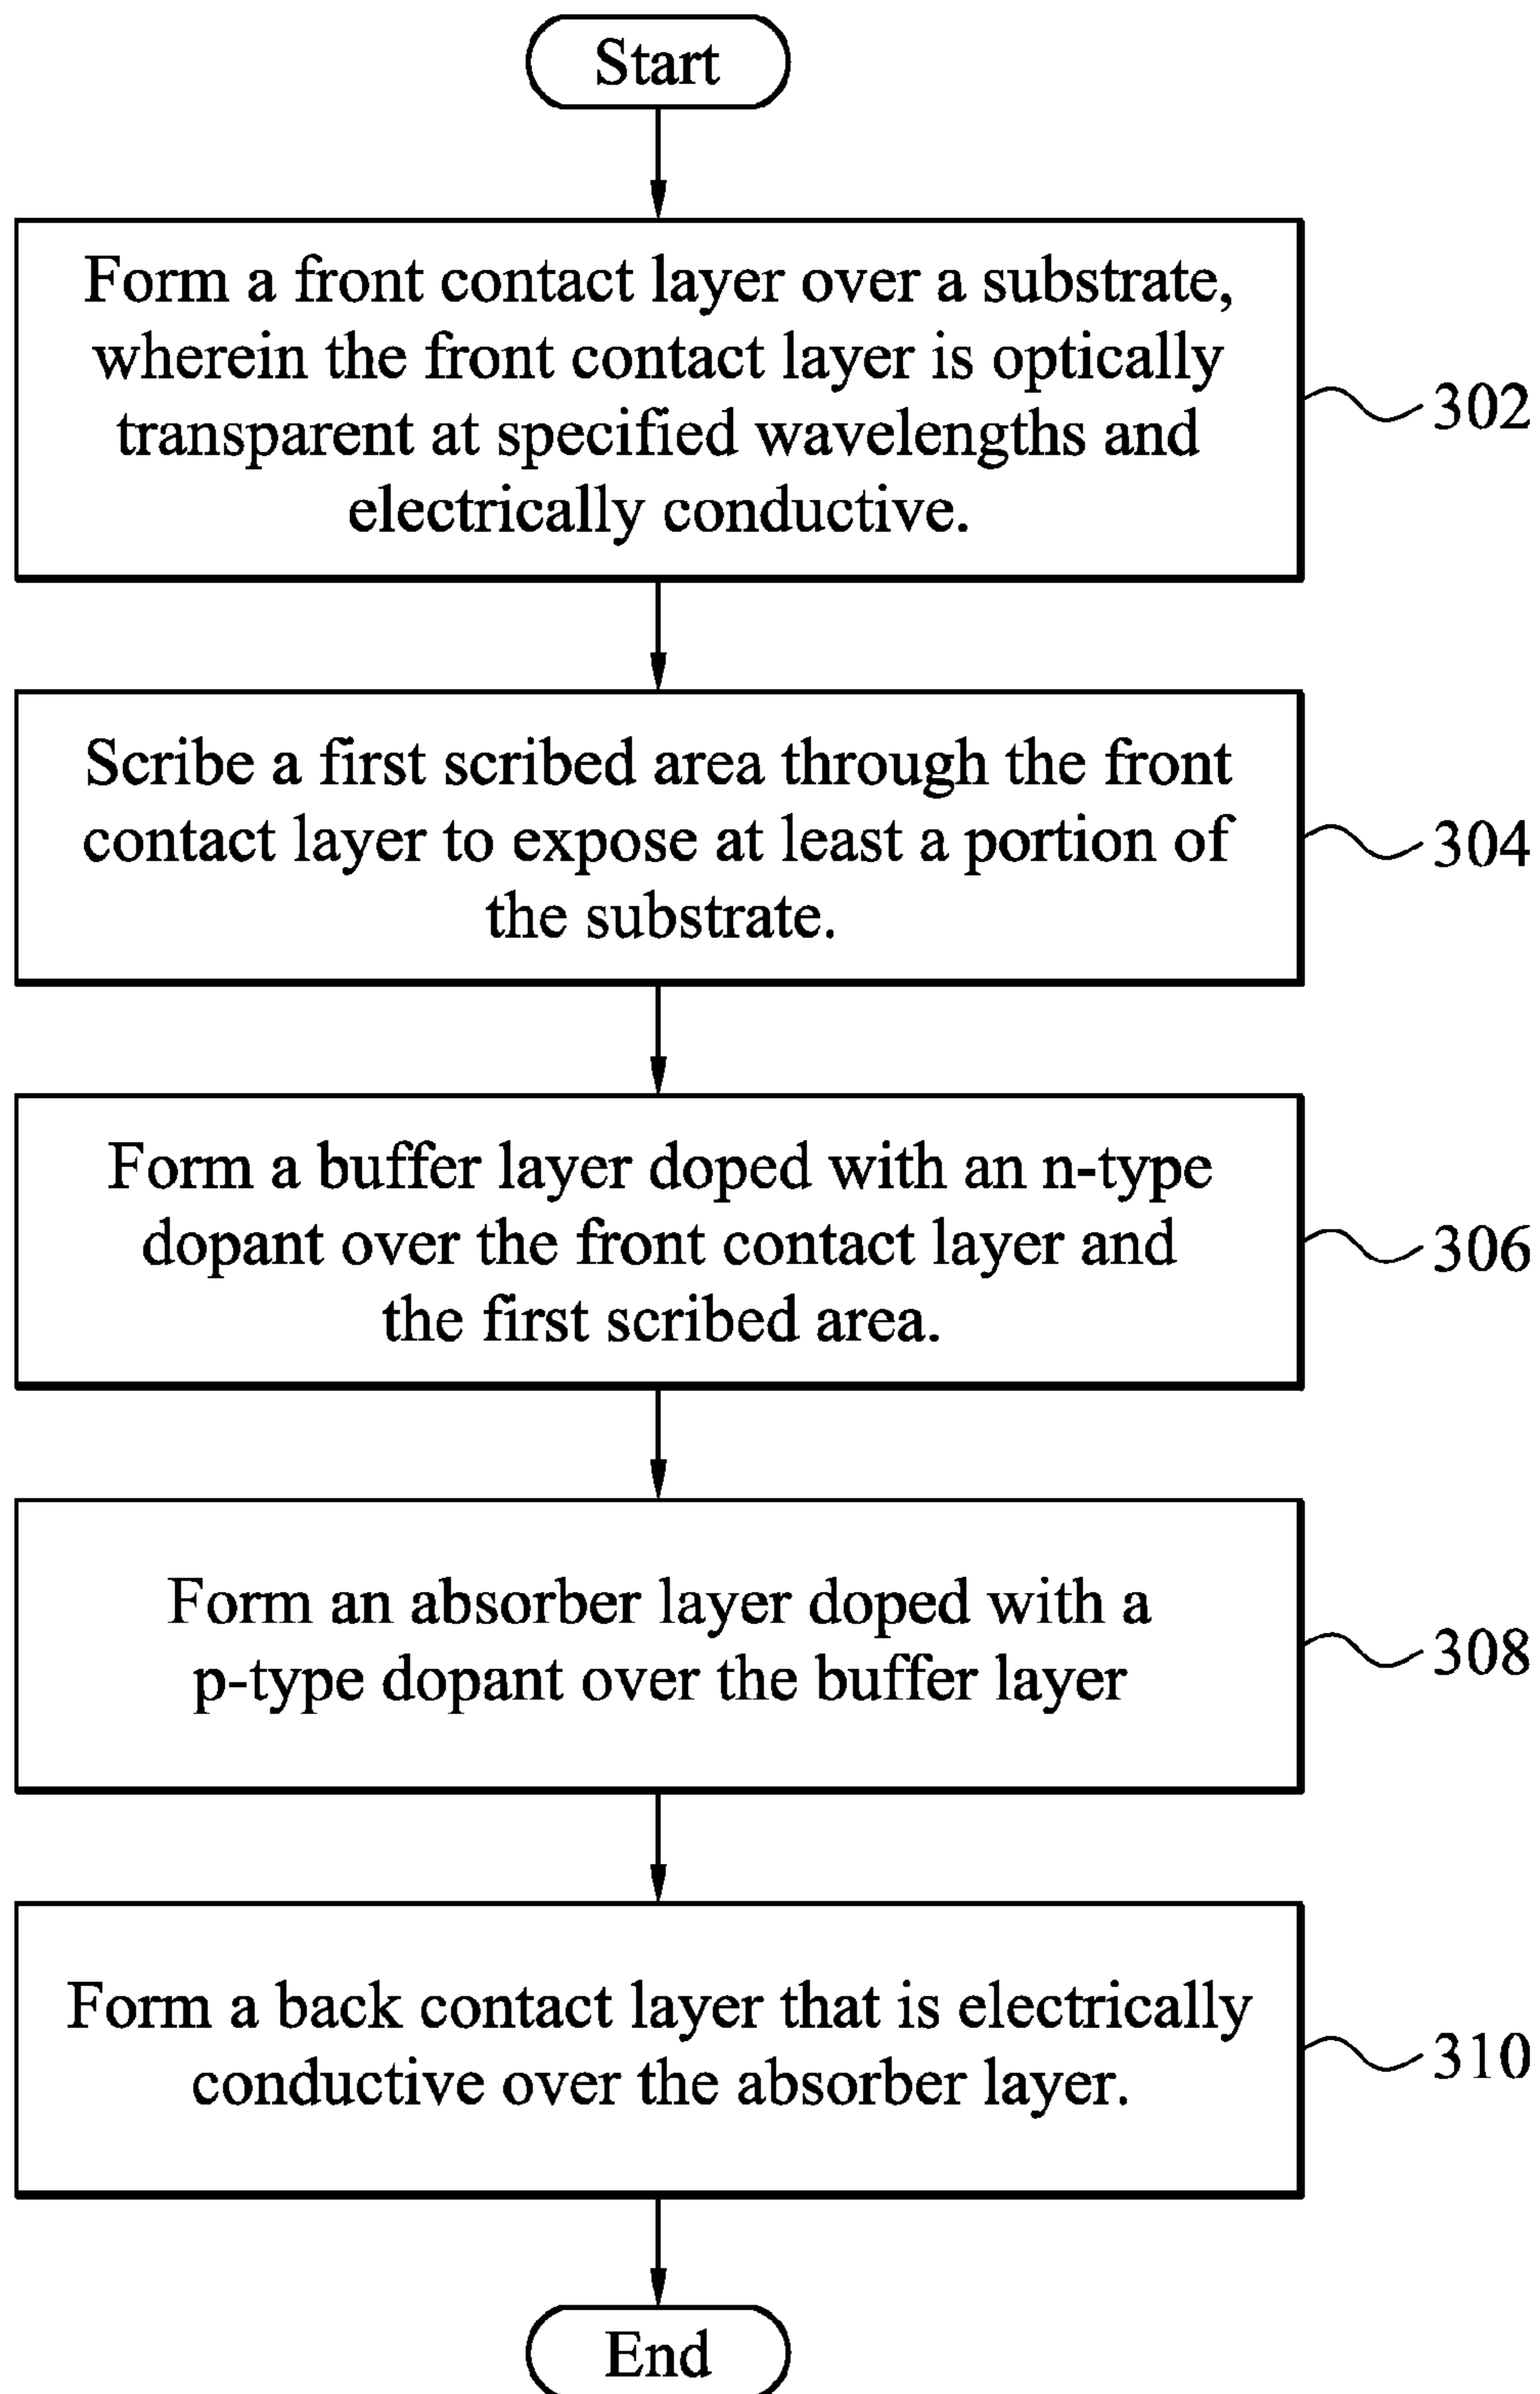 Start
Form a front contact layer over a substrate,
wherein the front contact layer is optically
transparent at specified wavelengths and
electrically conductive.
302
Scribe a first scribed area through the front
contact layer to expose at least a portion of
the substrate.
304
Form a buffer layer doped with an n-type
dopant over the front contact layer and
the first scribed area.
306
Form an absorber layer doped with a
p-type dopant over the buffer layer
308
Form a back contact layer that is electrically
conductive over the absorber layer.
310
End